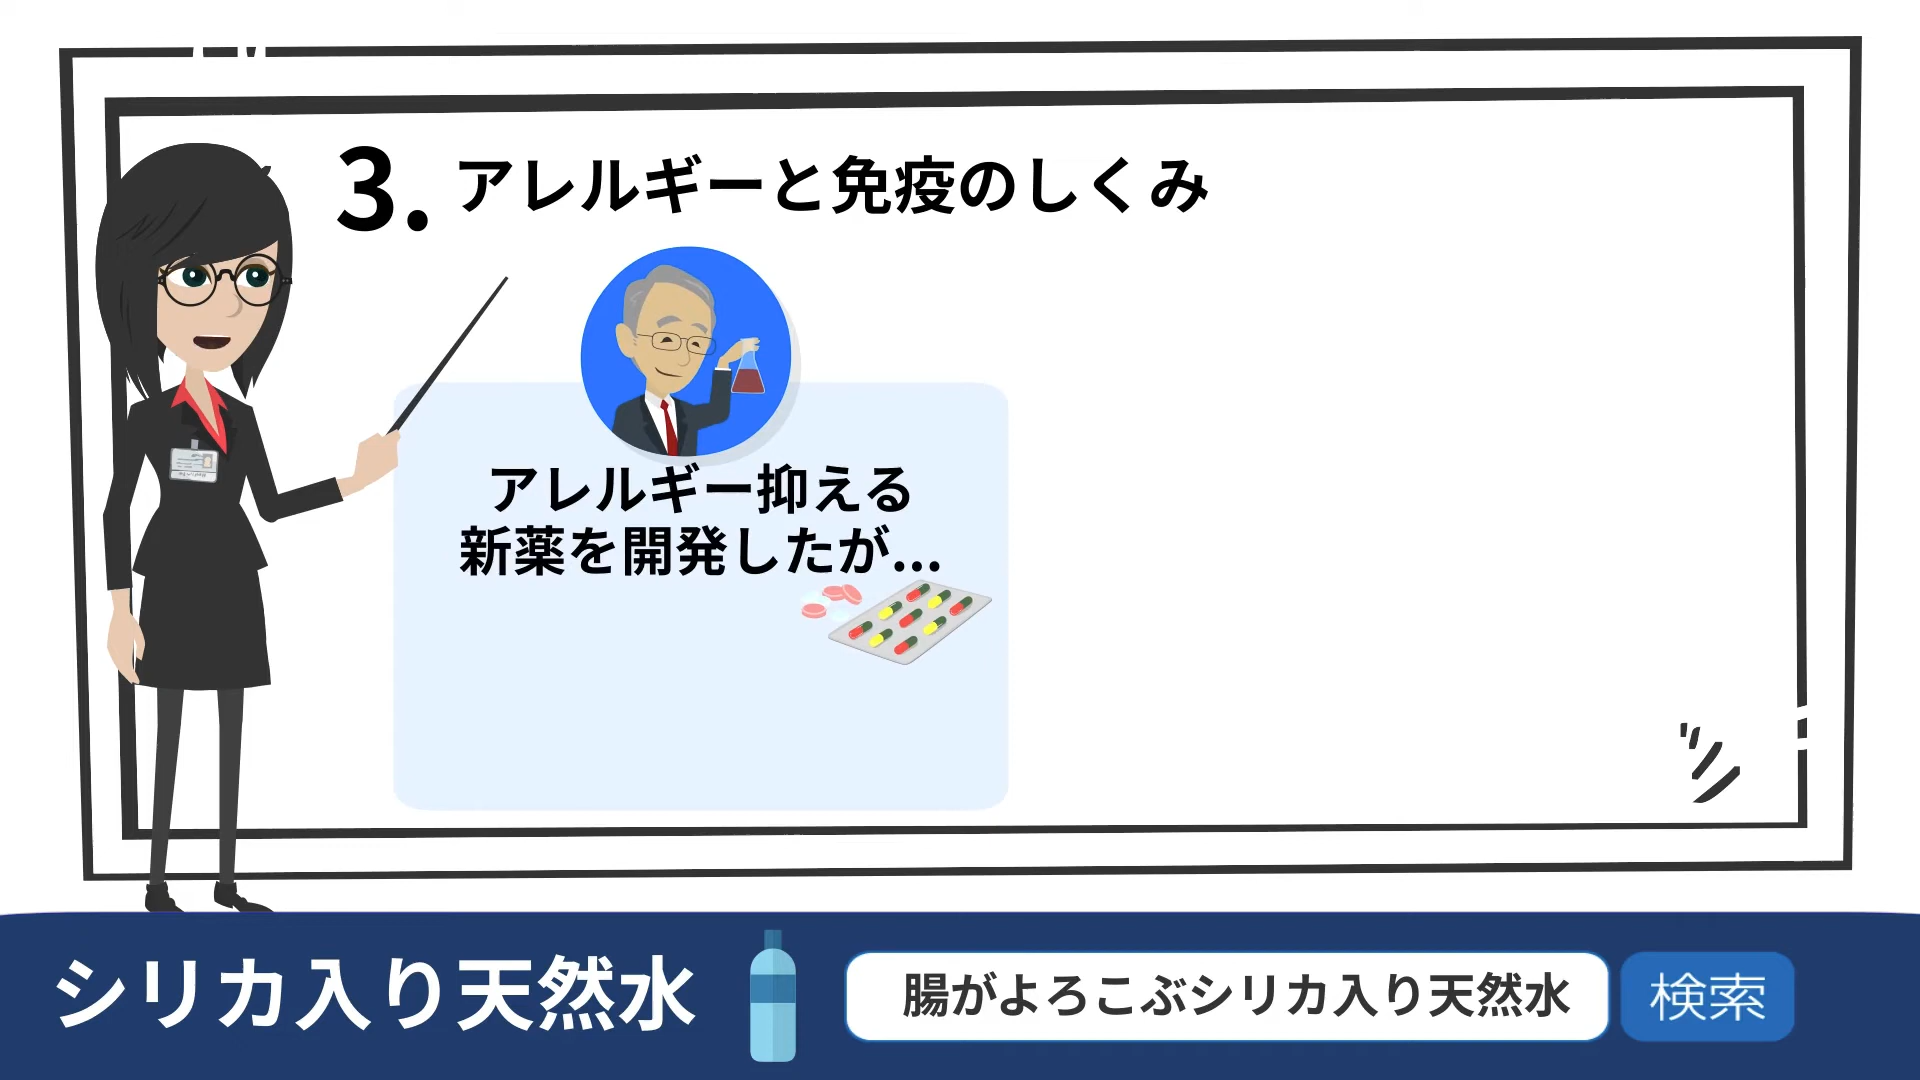 3. アレルギーと免疫のしくみ
アレルギー抑える
新薬を開発したが...
シリカ入り天然水
腸がよろこぶシリカ入り天然水
検索